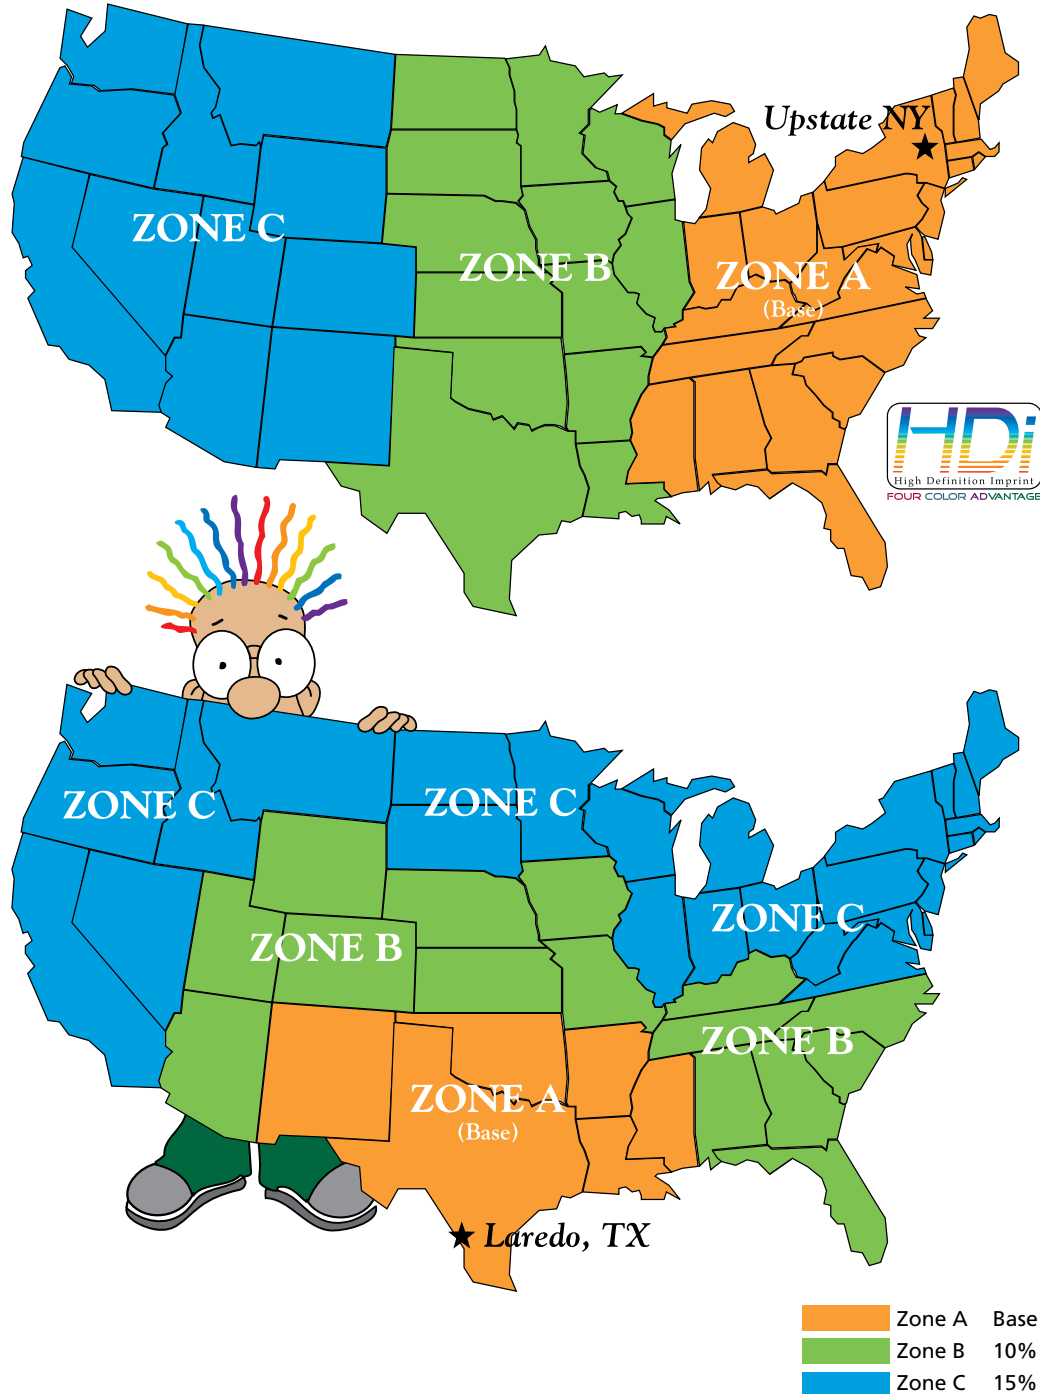 Upstate NY
ZONE C
ZONE B
ZONE A
(Base)
HDi
High Definition Imprint
FOUR COLOR ADVANTAGE
ZONE C
ZONE C
ZONE C
ZONE B
ZONE B
ZONE A
(Base)
Laredo, TX
Zone A Base
Zone B 10%
Zone C 15%